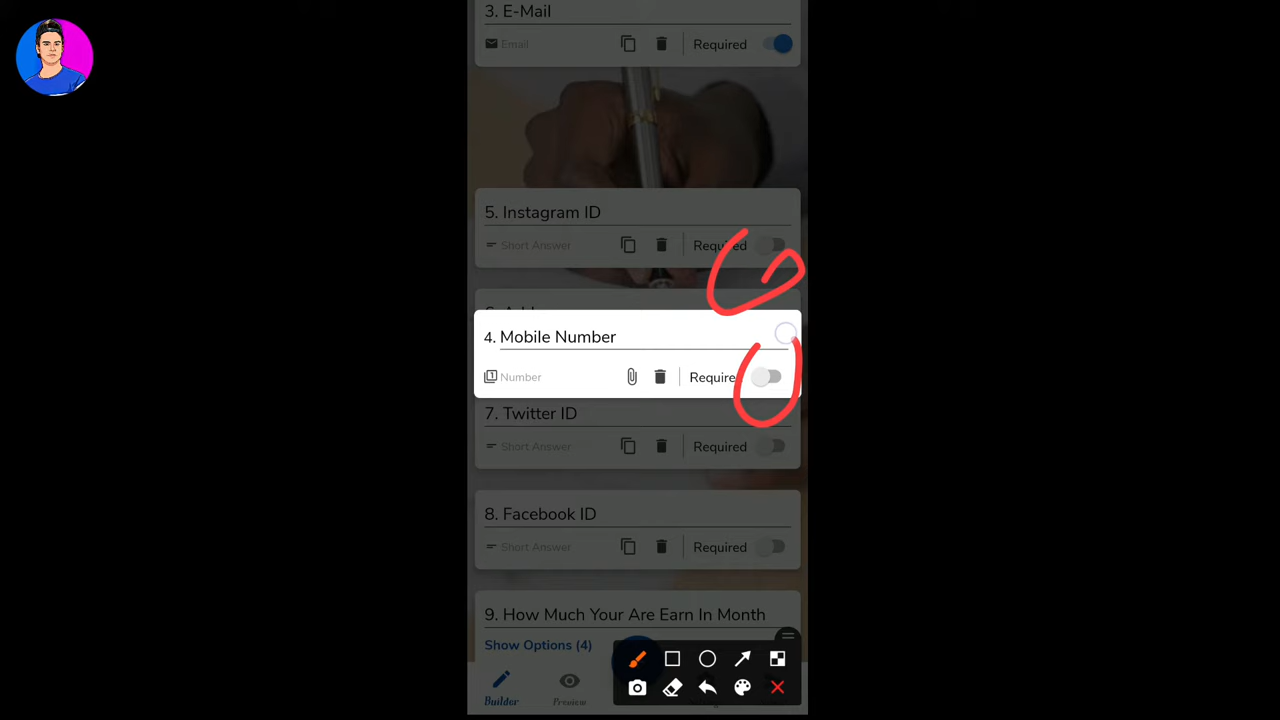 3. E-Mail
Email
Required
5. Instagram ID
Short Answer
Required
4. Mobile Number
1 Number
Require
7. Twitter ID
Short Answer
Required
8. Facebook ID
Short Answer
Required
9. How Much Your Are Earn In Month
Show Options (4)
Builder
Preview